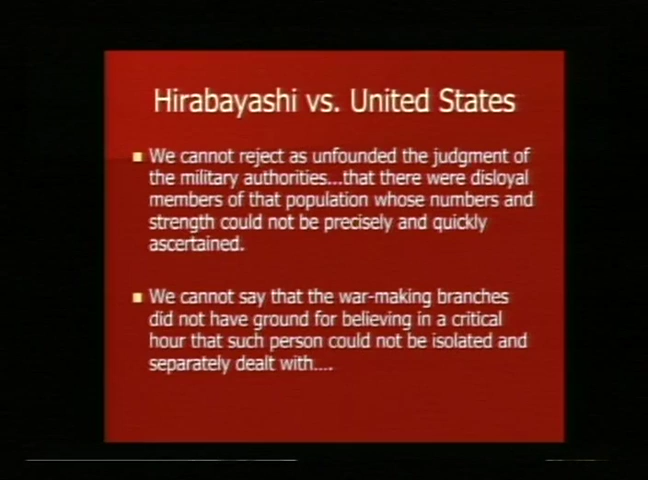 Hirabayashi vs. United States
We cannot reject as unfounded the judgment of
the military authorities...that there were disloyal
members of that population whose numbers and
strength could not be precisely and quickly
ascertained.
We cannot say that the war-making branches
did not have ground for believing in a critical
hour that such person could not be isolated and
separately dealt with....